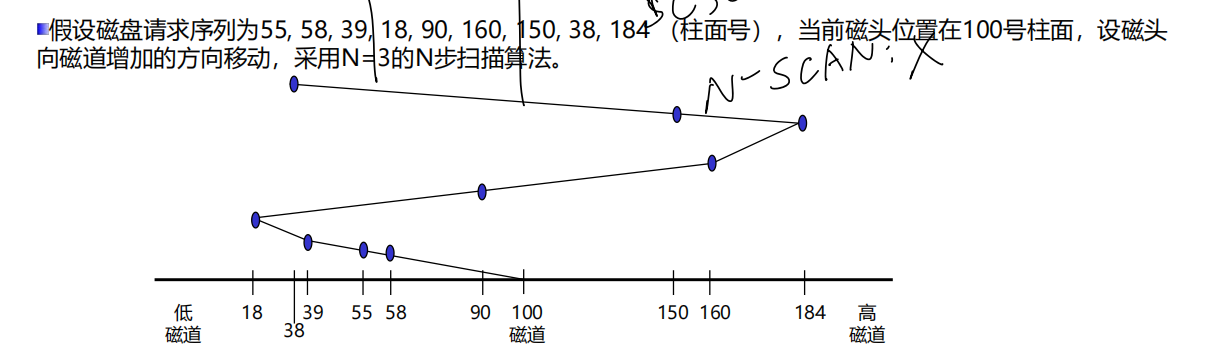 假设磁盘请求序列为55, 58, 39, 18, 90, 160, 150, 38, 184 (柱面号) ，当前磁头位置在100号柱面，设磁头
向磁道增加的方向移动，采用N=3的N步扫描算法。
N-SCAN: X
低 18 39 55 58 90 100 150 160 184 高
磁道 38 磁道 磁道